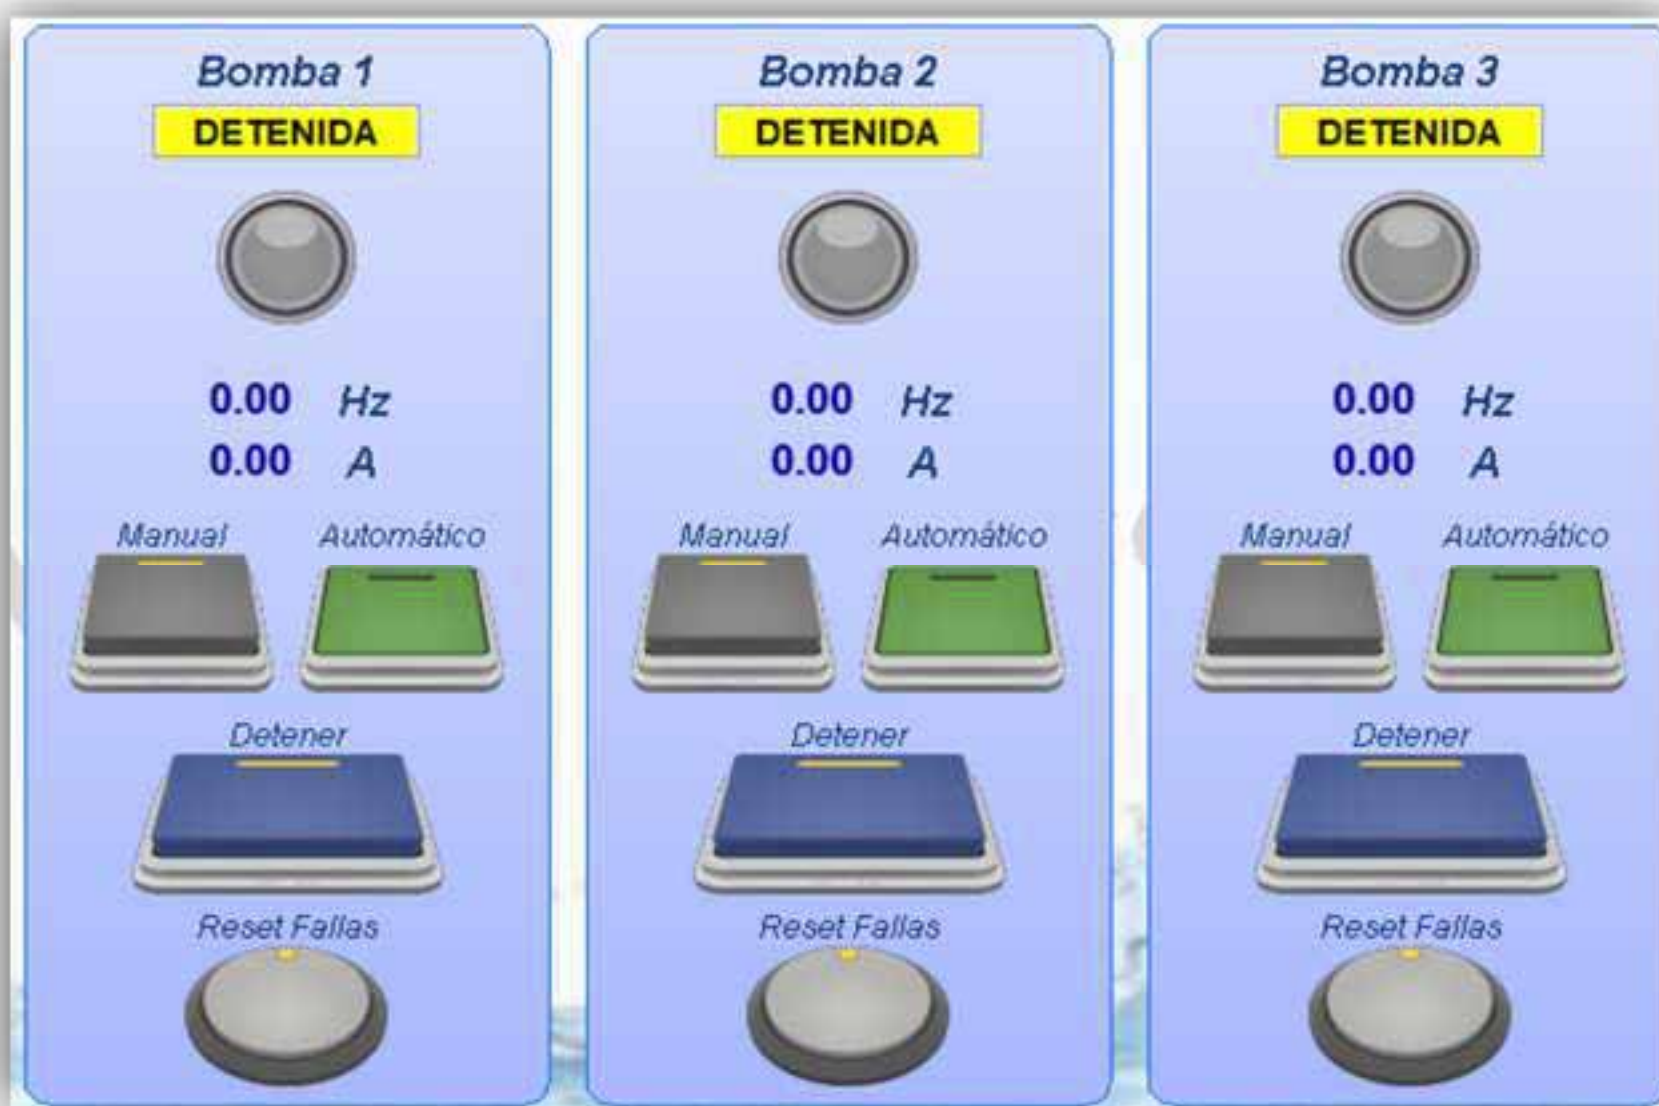 Bomba 1
DETENIDA
0.00 Hz
0.00 A
Manual Automático
Detener
Reset Fallas
Bomba 2
DETENIDA
0.00 Hz
0.00 A
Manual Automático
Detener
Reset Fallas
Bomba 3
DETENIDA
0.00 Hz
0.00 A
Manual Automático
Detener
Reset Fallas